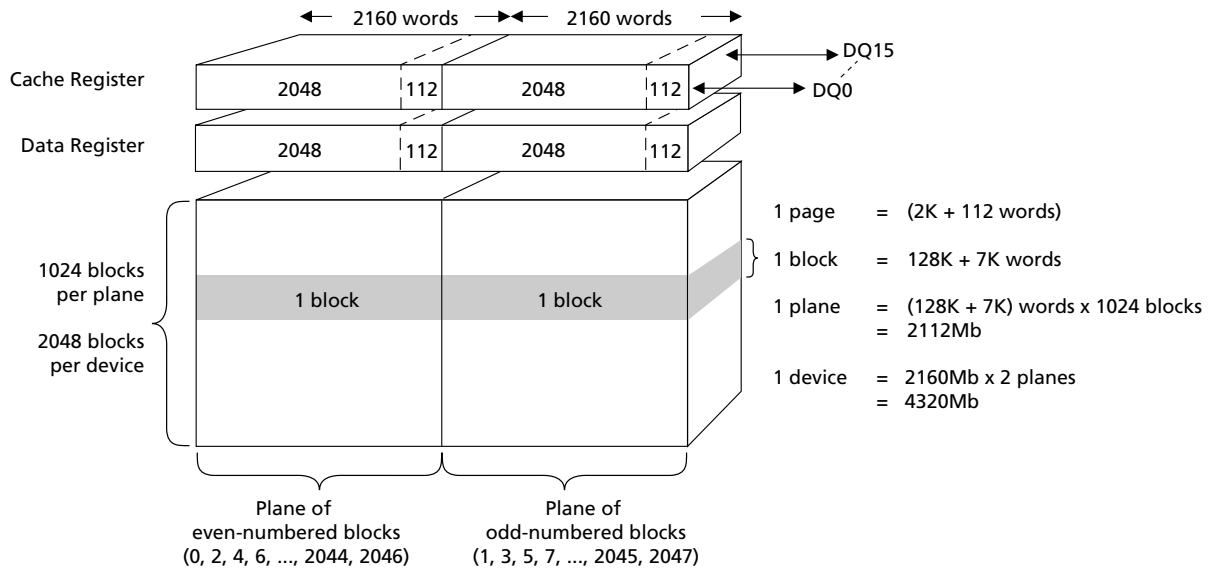 2160 words 2160 words
DQ15
Cache Register 2048 112 2048 112
DQ0
Data Register 2048 112 2048 112
1 page = (2K + 112 words)
1 block = 128K + 7K words
1024 blocks
per plane
1 block 1 block
1 plane = (128K + 7K) words x 1024 blocks
= 2112Mb
2048 blocks
per device
1 device = 2160Mb x 2 planes
= 4320Mb
Plane of
even-numbered blocks
(0, 2, 4, 6, ..., 2044, 2046)
Plane of
odd-numbered blocks
(1, 3, 5, 7, ..., 2045, 2047)